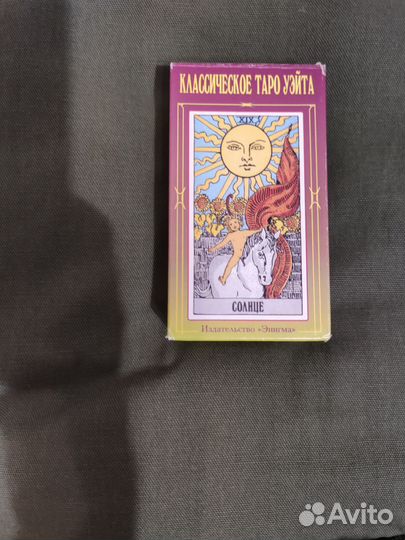 КЛАССИЧЕСКОЕ ТАРО УЭЙТА
XIX
СОЛНЦЕ
Издательство «Энигма»
Avito